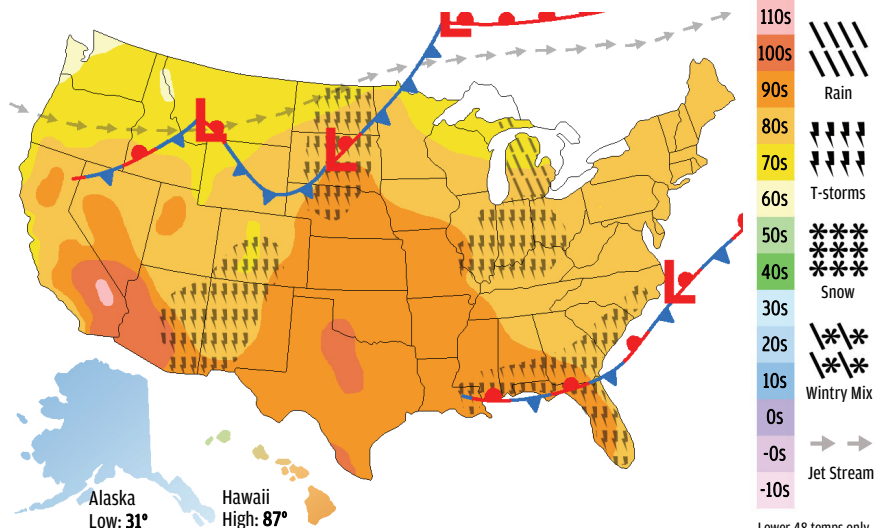 L
L
L
L
Alaska
Low: 31°
Hawaii
High: 87°
110s
100s
90s
80s
70s
60s
50s
40s
30s
20s
10s
0s
-0s
-10s
Rain
T-storms
Snow
Wintry Mix
Jet Stream
Lower 48 temps only